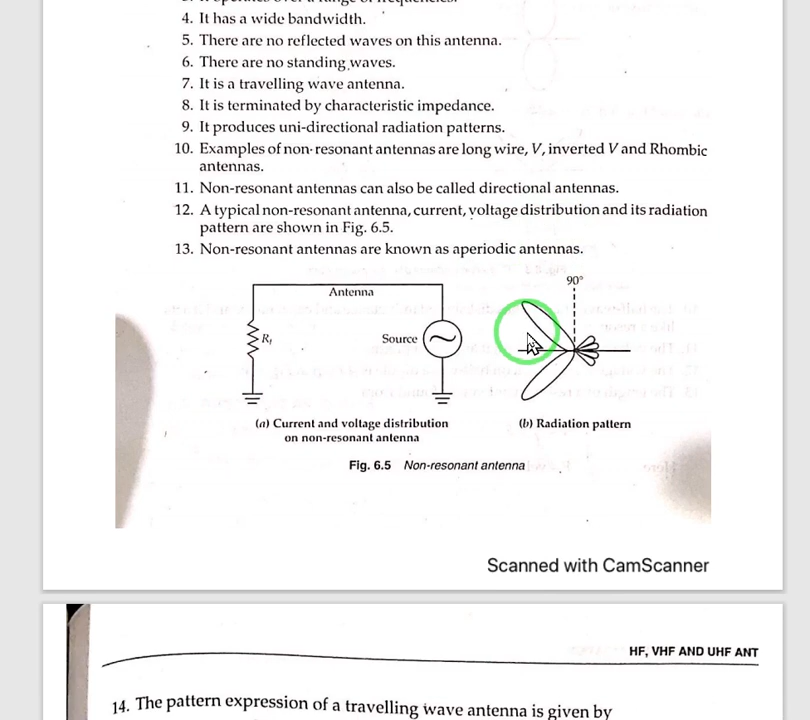 4. It has a wide bandwidth.
5. There are no reflected waves on this antenna.
6. There are no standing waves.
7. It is a travelling wave antenna.
8. It is terminated by characteristic impedance.
9. It produces uni-directional radiation patterns.
10. Examples of non-resonant antennas are long wire, V, inverted V and Rhombic
antennas.
11. Non-resonant antennas can also be called directional antennas.
12. A typical non-resonant antenna, current, voltage distribution and its radiation
pattern are shown in Fig. 6.5.
13. Non-resonant antennas are known as aperiodic antennas.
Antenna
90°
Source
(a) Current and voltage distribution
on non-resonant antenna
(b) Radiation pattern
Fig. 6.5 Non-resonant antenna
Scanned with CamScanner
HF, VHF AND UHF ANT
14. The pattern expression of a travelling wave antenna is given by